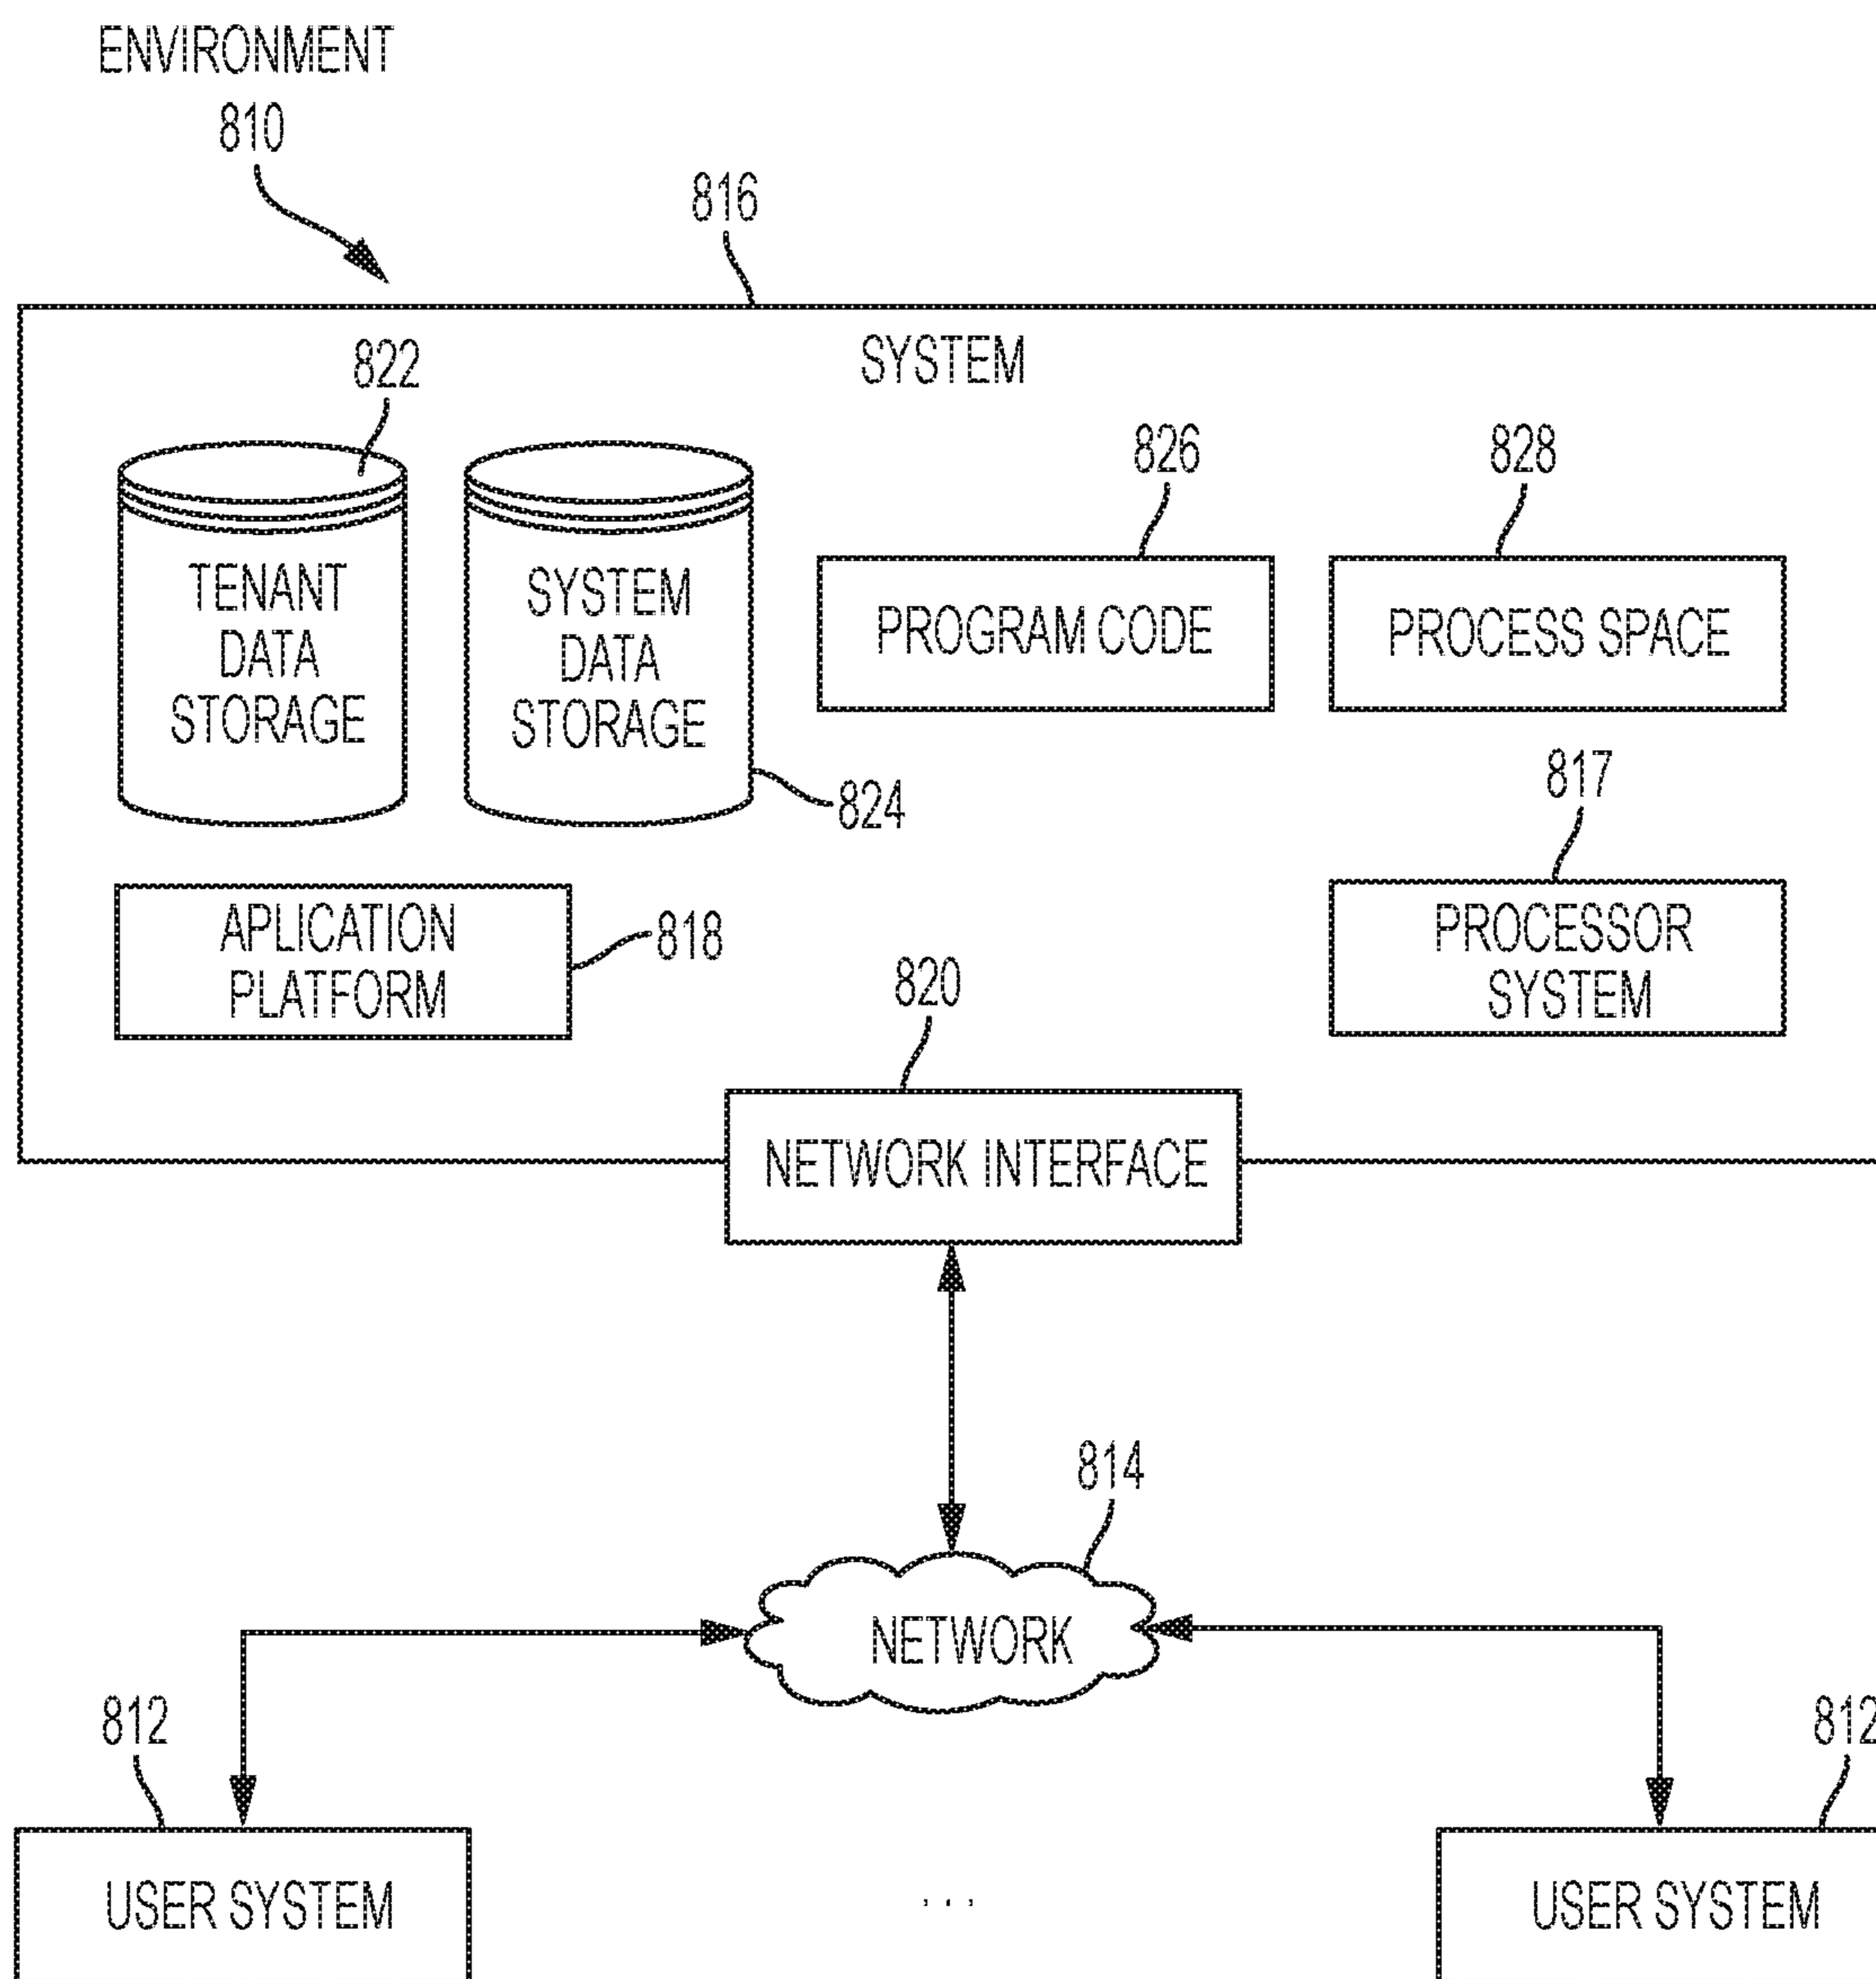 ENVIRONMENT
810
816
SYSTEM
822
826
828
TENANT
DATA
STORAGE
SYSTEM
DATA
STORAGE
PROGRAM CODE
PROCESS SPACE
824
817
APLICATION
PLATFORM
818
PROCESSOR
SYSTEM
820
NETWORK INTERFACE
814
NETWORK
812
812
USER SYSTEM
. . .
USER SYSTEM